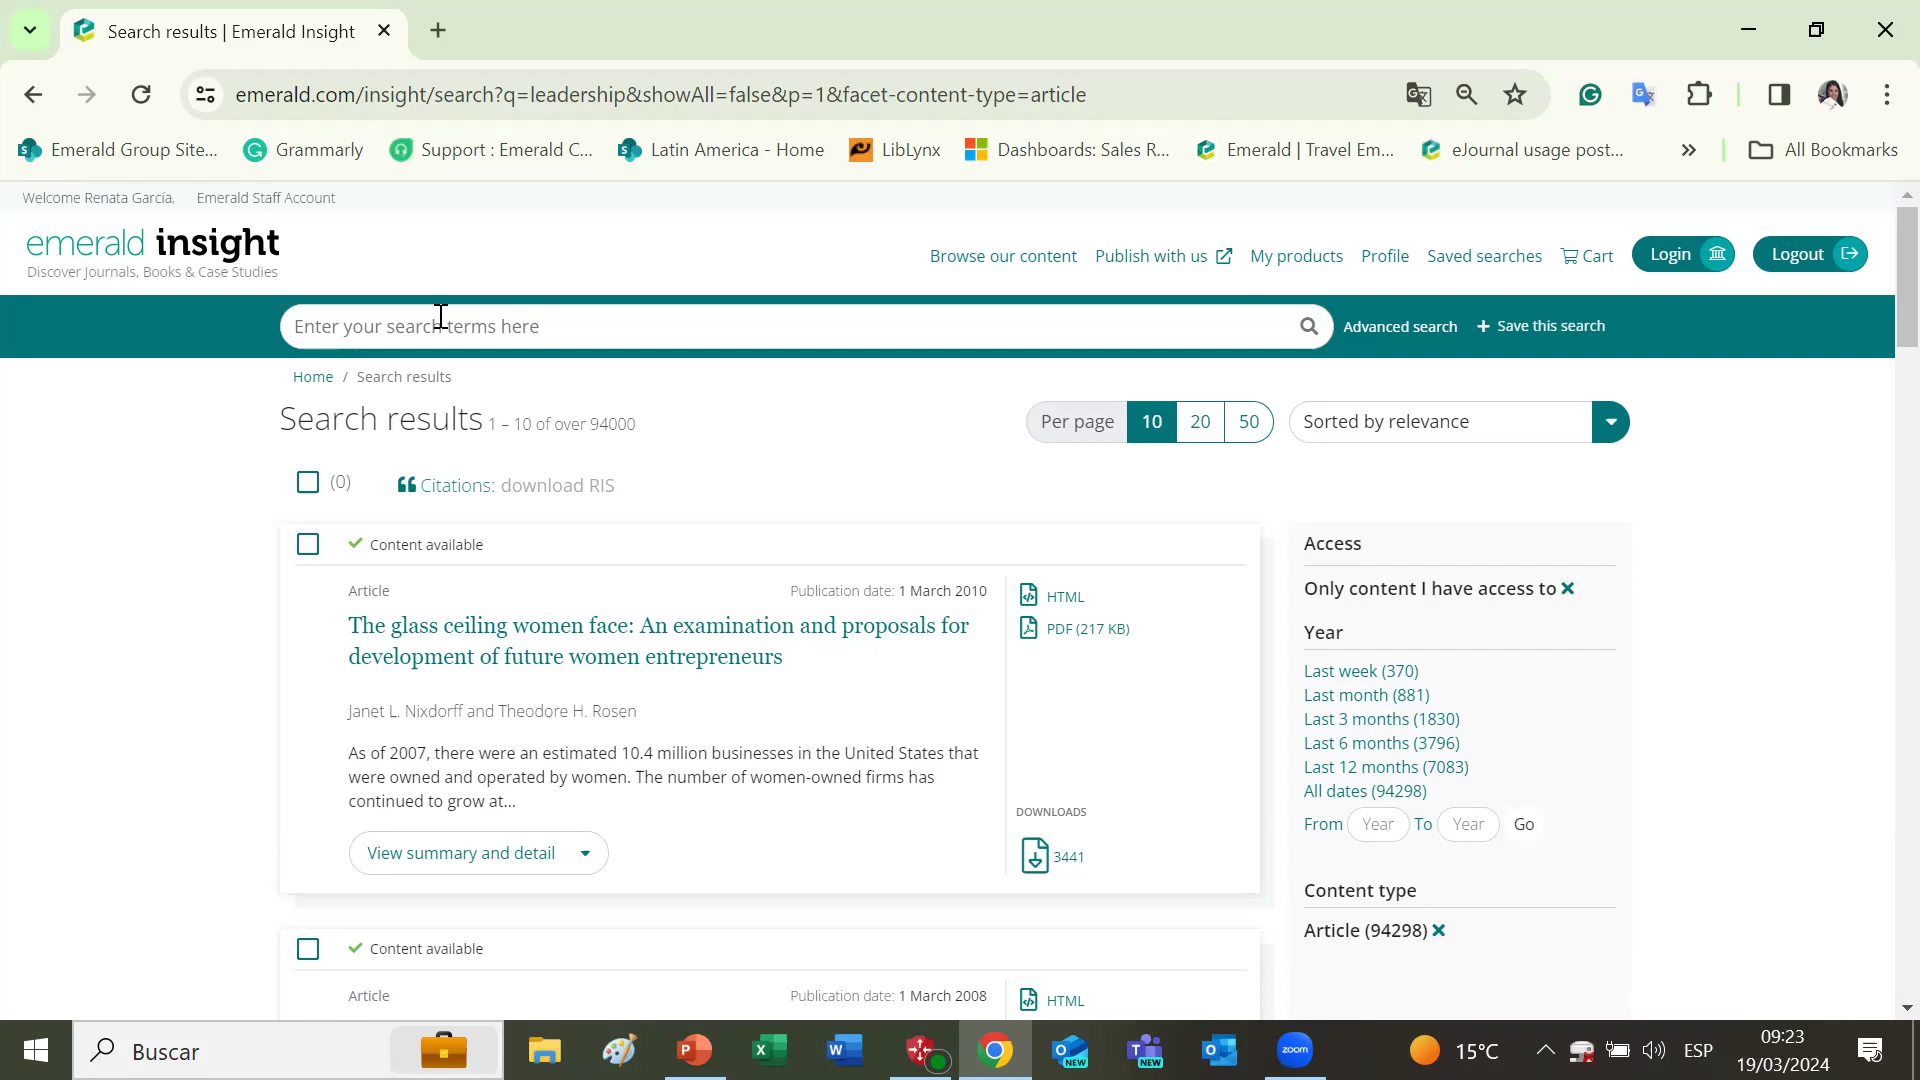 Search results | Emerald Insight
emerald.com/insight/search?q=leadership&showAll=false&p=1&facet-content-type=article
Emerald Group Site...
Grammarly
Support : Emerald C...
Latin America - Home
LibLynx
Dashboards: Sales R...
Emerald | Travel Em...
eJournal usage post...
All Bookmarks
Welcome Renata García,
Emerald Staff Account
emerald insight
Discover Journals, Books & Case Studies
Browse our content
Publish with us
My products
Profile
Saved searches
Cart
Login
Logout
Enter your search terms here
Advanced search
+ Save this search
Home / Search results
Search results 1 – 10 of over 94000
Per page 10 20 50
Sorted by relevance
(0)
Citations: download RIS
Content available
Article
Publication date: 1 March 2010
The glass ceiling women face: An examination and proposals for
development of future women entrepreneurs
Janet L. Nixdorff and Theodore H. Rosen
As of 2007, there were an estimated 10.4 million businesses in the United States that
were owned and operated by women. The number of women-owned firms has
continued to grow at...
View summary and detail
HTML
PDF (217 KB)
DOWNLOADS
3441
Content available
Article
Publication date: 1 March 2008
HTML
Access
Only content I have access to
Year
Last week (370)
Last month (881)
Last 3 months (1830)
Last 6 months (3796)
Last 12 months (7083)
All dates (94298)
From Year To Year Go
Content type
Article (94298)
Buscar
NEW
NEW
zoom
15°C
ESP
09:23
19/03/2024